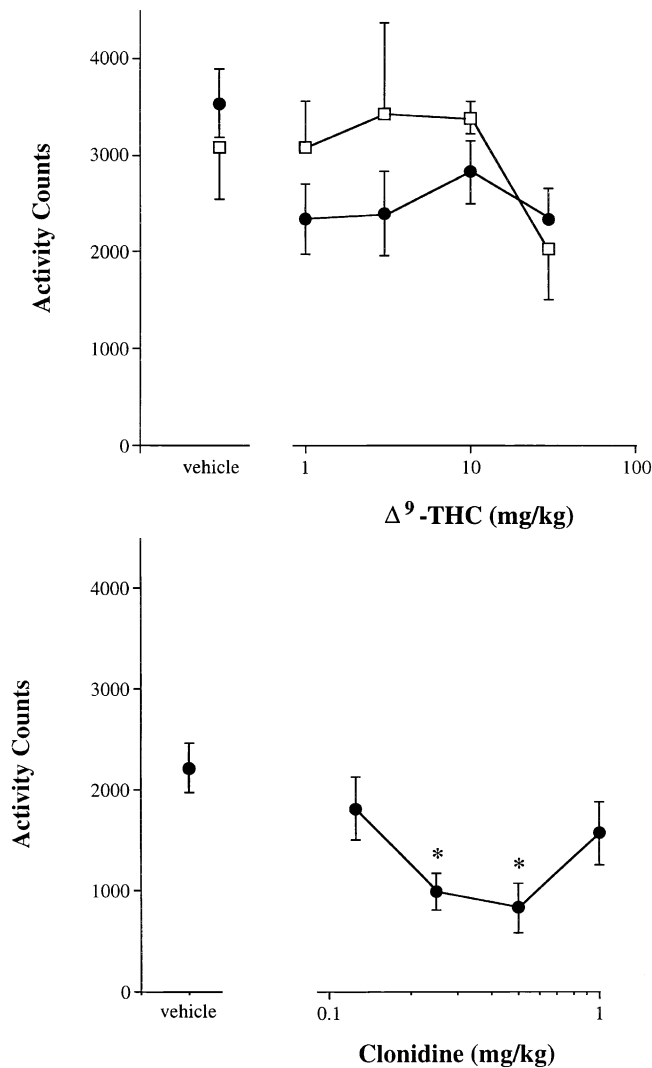 4000
3000
2000
1000
0
Activity Counts
vehicle
1
10
100
Δ9-THC (mg/kg)
4000
3000
2000
1000
0
Activity Counts
*
*
vehicle
0.1
1
Clonidine (mg/kg)